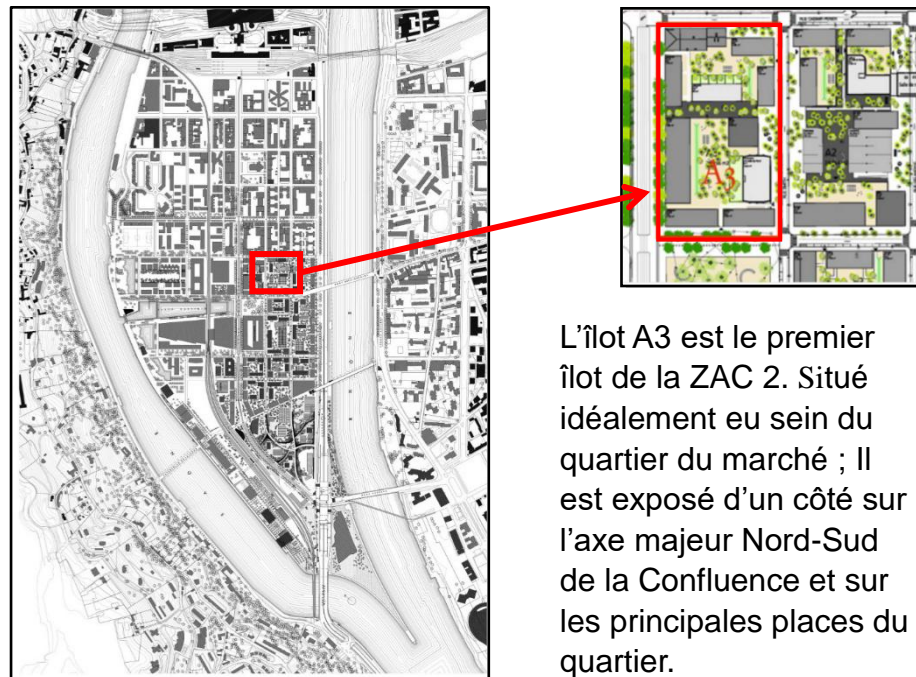 A3
A2
L'îlot A3 est le premier
îlot de la ZAC 2. Situé
idéalement eu sein du
quartier du marché ; Il
est exposé d'un côté sur
l'axe majeur Nord-Sud
de la Confluence et sur
les principales places du
quartier.